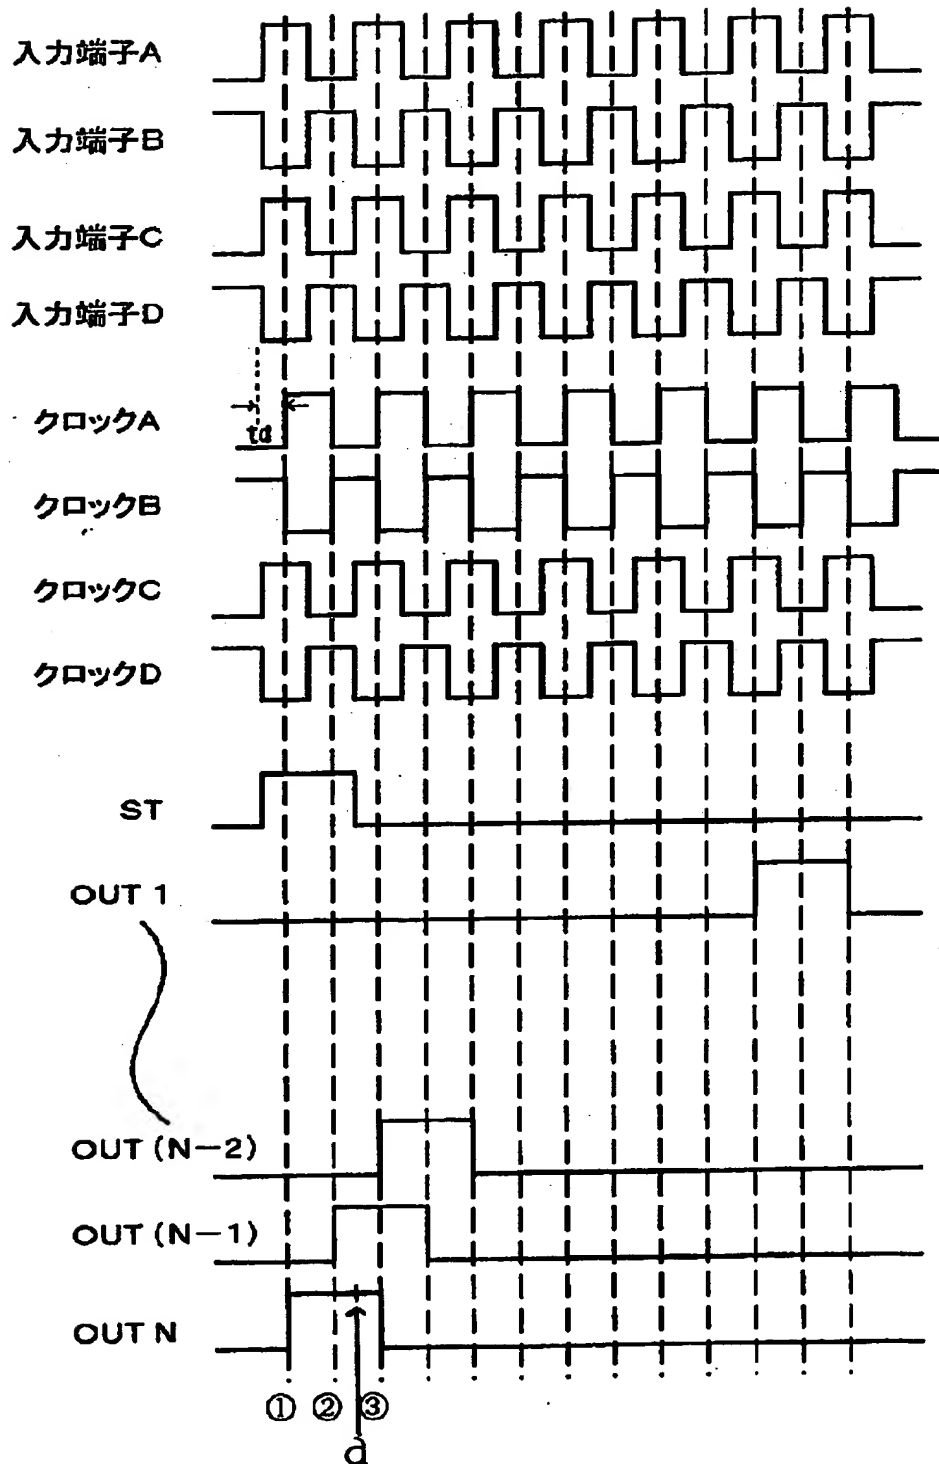 入力端子A
入力端子B
入力端子C
入力端子D
クロックA
td
クロックB
クロックC
クロックD
ST
OUT 1
OUT (N-2)
OUT (N-1)
OUT N
① ② ③
d